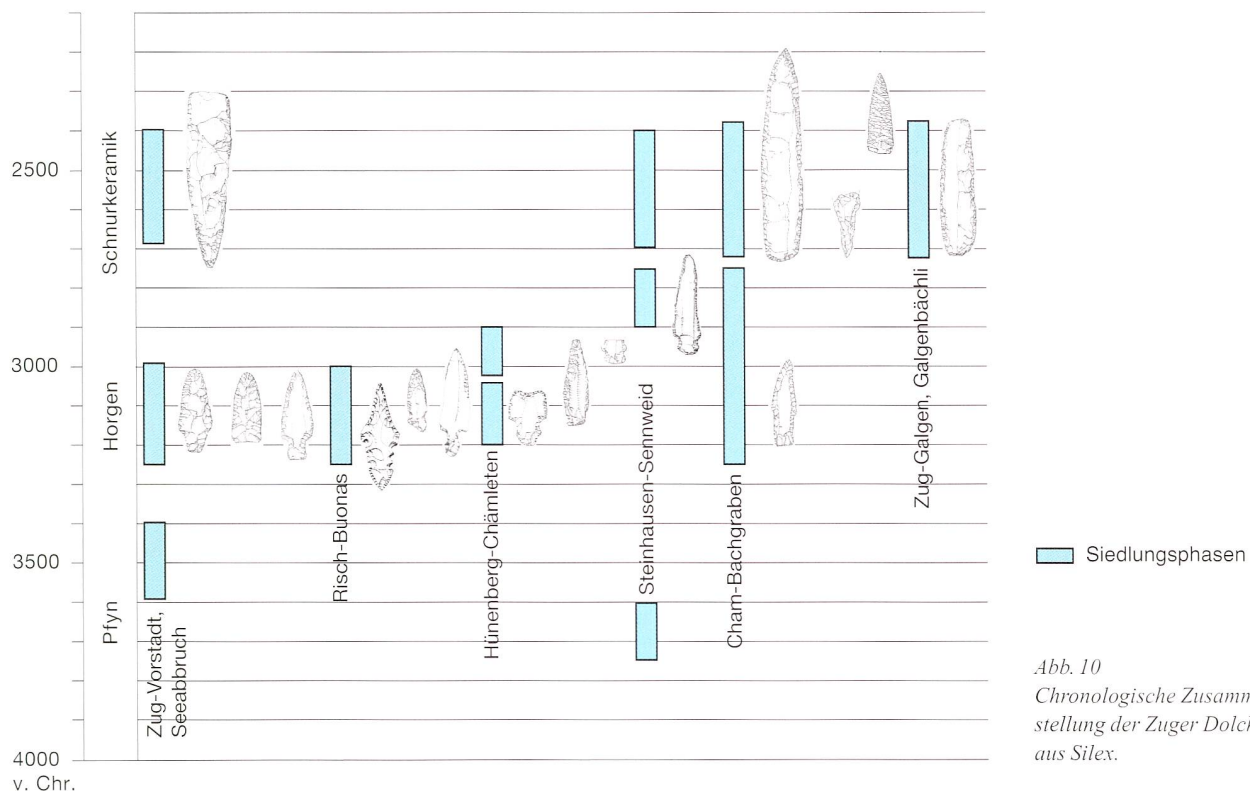 2500
3000
3500
4000
v. Chr.
Schnurkeramik
Horgen
Pfyn
Zug-Vorstadt,
Seeabbruch
Risch-Buonas
Hünenberg-Chämleten
Steinhausen-Sennweid
Cham-Bachgraben
Zug-Galgen, Galgenbächli
Siedlungsphasen
Abb. 10
Chronologische Zusamm
stellung der Zuger Dolch
aus Silex.